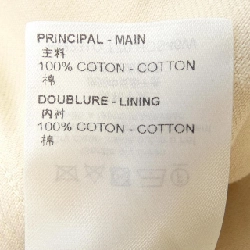 PRINCIPAL - MAIN
主料
100% COTON - COTTON
棉
DOUBLURE - LINING
内衬
100% COTON - COTTON
棉